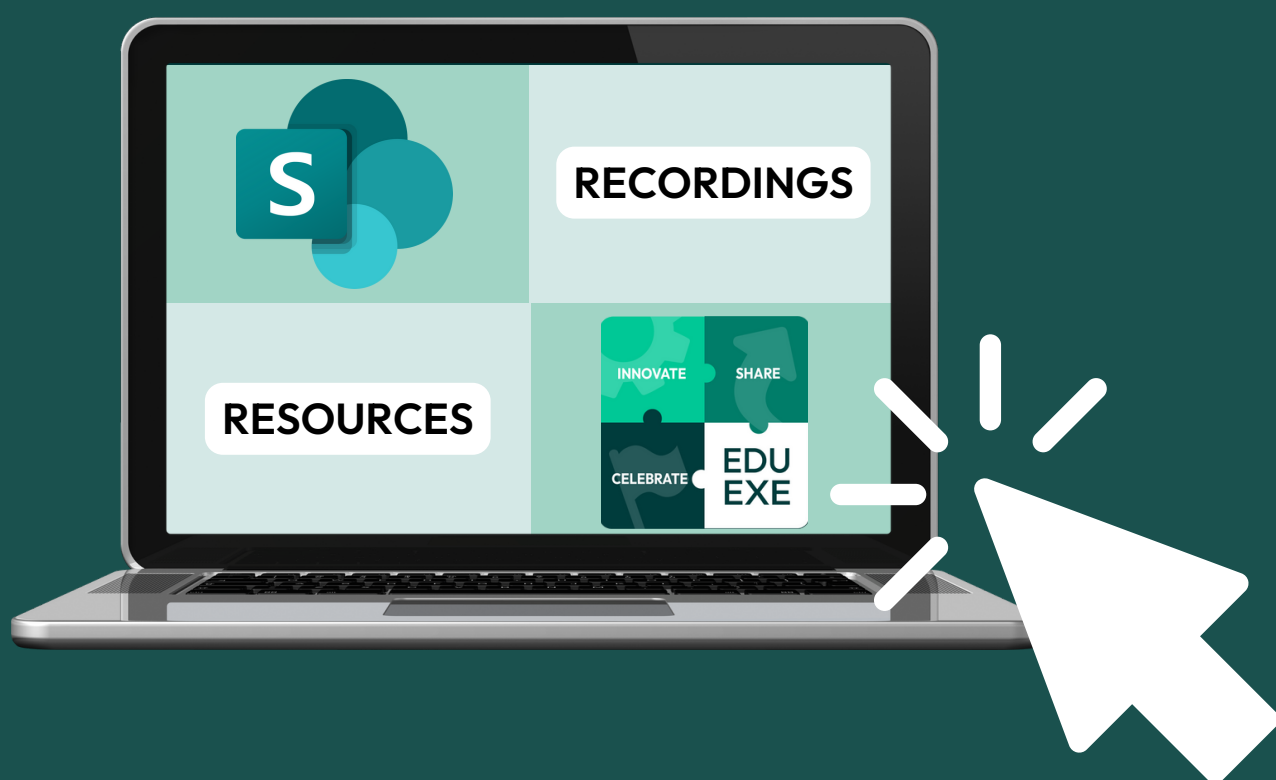 S
RECORDINGS
RESOURCES
INNOVATE
SHARE
CELEBRATE
EDU
EXE